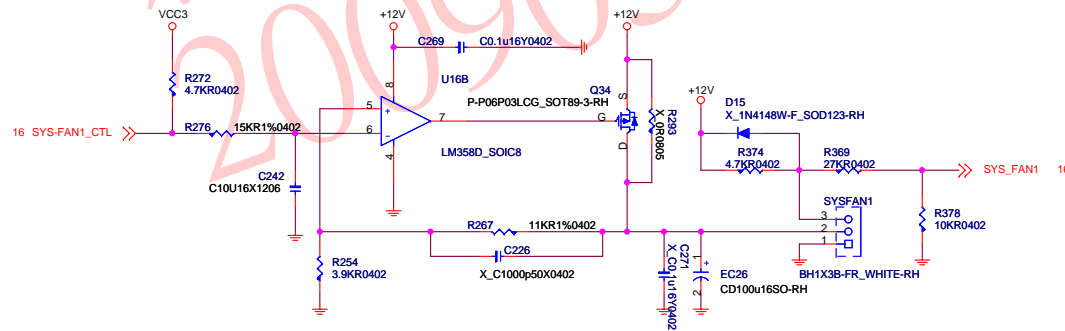 VCC3
+12V
+12V
C269
C0.1u16Y0402
R272
4.7KR0402
U16B
8
5
+
6
-
7
4
LM358D_SOIC8
Q34
P-P06P03LCG_SOT89-3-RH
S
G
D
R293
X_0R0805
+12V
D15
X_1N4148W-F_SOD123-RH
16 SYS-FAN1_CTL
R276
15KR1%0402
C242
C10U16X1206
R374
4.7KR0402
R369
27KR0402
SYS_FAN1
16
SYSFAN1
3
2
1
BH1X3B-FR_WHITE-RH
R378
10KR0402
R267
11KR1%0402
C226
X_C1000p50X0402
R254
3.9KR0402
C271
X_C0.1u16Y0402
1
+
2
EC26
CD100u16SO-RH